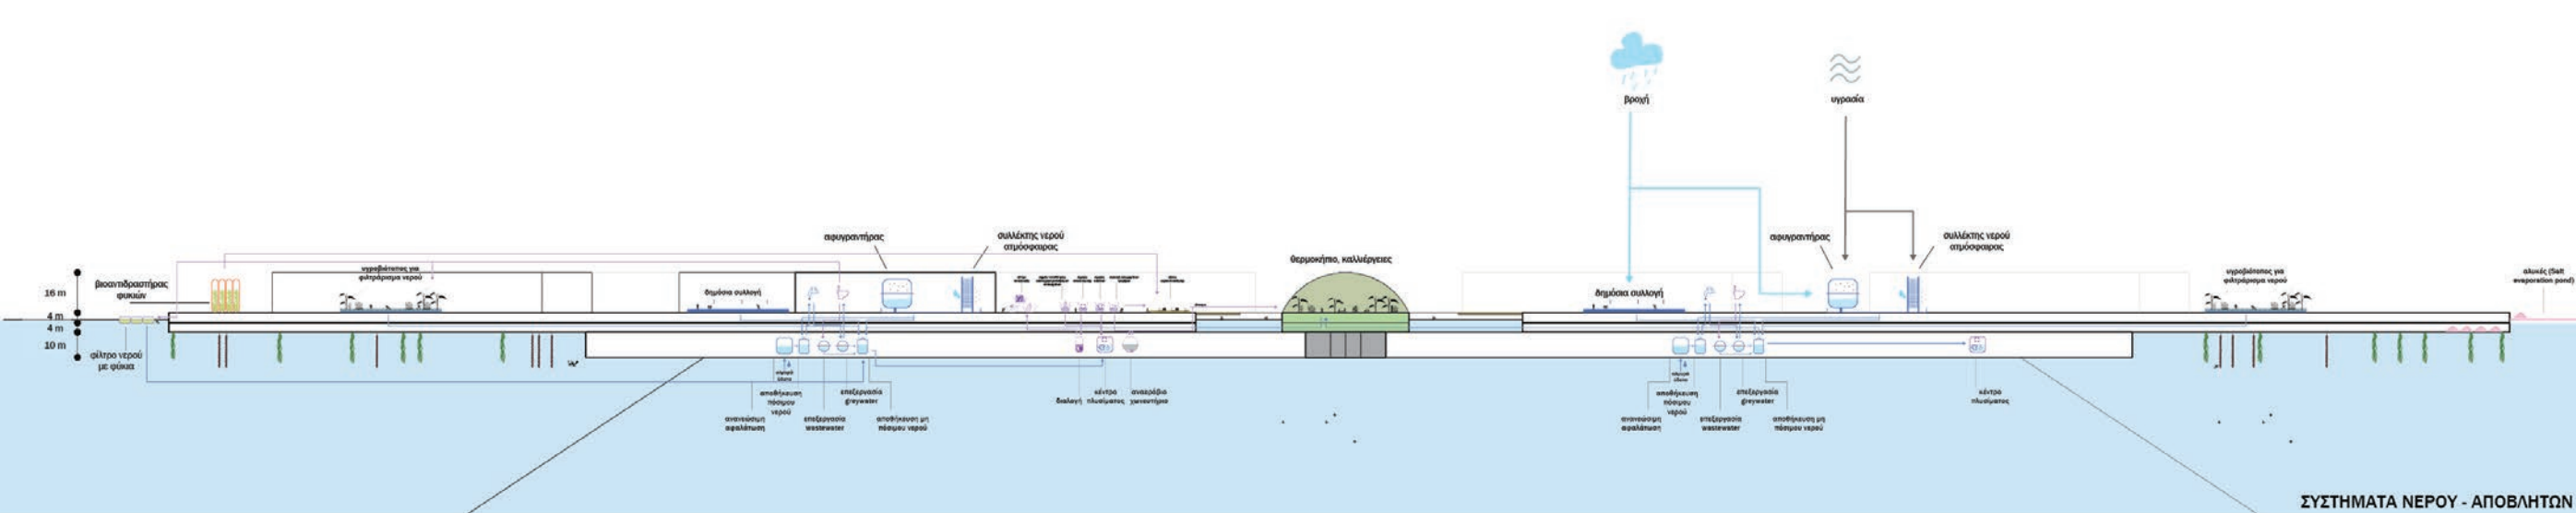 βροχή
υγρασία
αφυγραντήρας
συλλέκτης νερού
ατμόσφαιρας
αφυγραντήρας
συλλέκτης νερού
ατμόσφαιρας
θερμοκήπιο, καλλιέργειες
υγροβιότοπος για
φιλτράρισμα νερού
υγροβιότοπος για
φιλτράρισμα νερού
αλυκές (Salt
evaporation pond)
βιοαντιδραστήρας
φυκιών
δημόσια συλλογή
δημόσια συλλογή
16 m
4 m
4 m
10 m
φίλτρο νερού
με φύκια
αποθήκευση
πόσιμου
νερού
επεξεργασία
greywater
διαλογή
κέντρο
πλυσίματος
αναερόβιο
χωνευτήριο
ανανεώσιμη
αφαλάτωση
επεξεργασία
wastewater
αποθήκευση μη
πόσιμου νερού
αποθήκευση
πόσιμου
νερού
επεξεργασία
greywater
κέντρο
πλυσίματος
ανανεώσιμη
αφαλάτωση
επεξεργασία
wastewater
αποθήκευση μη
πόσιμου νερού
ΣΥΣΤΗΜΑΤΑ ΝΕΡΟΥ - ΑΠΟΒΛΗΤΩΝ